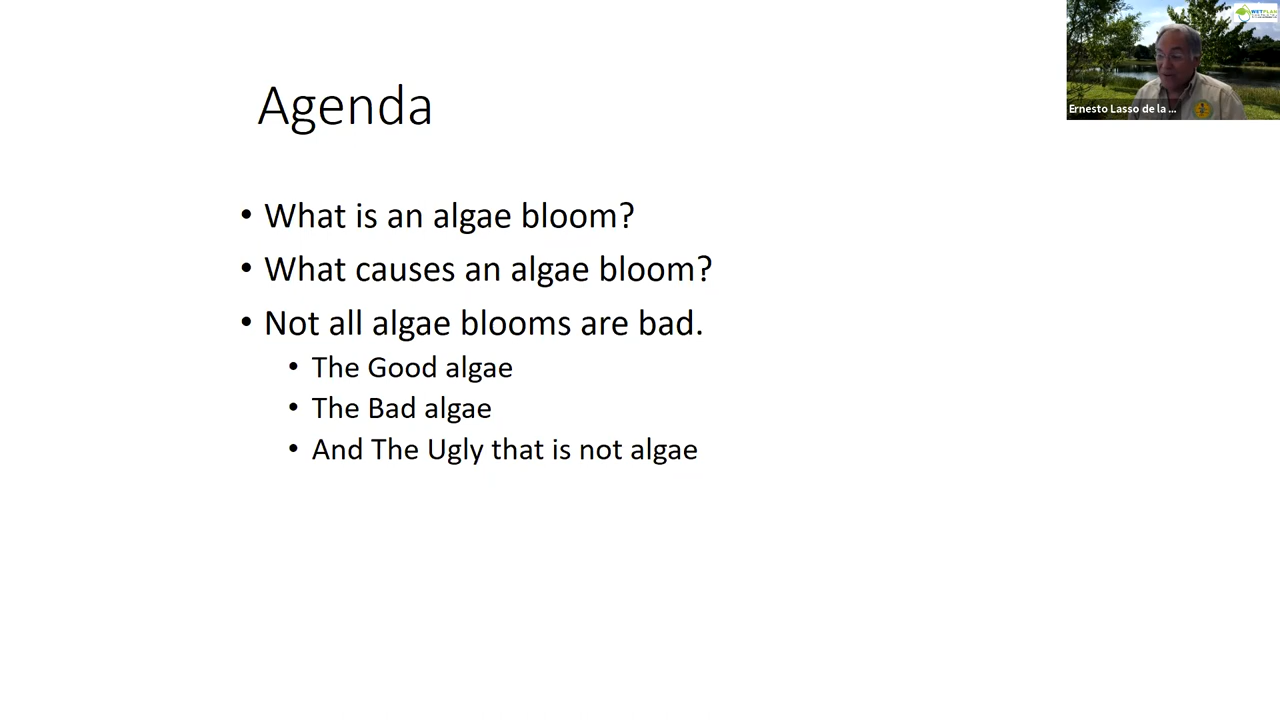 Agenda
• What is an algae bloom?
• What causes an algae bloom?
• Not all algae blooms are bad.
• The Good algae
• The Bad algae
• And The Ugly that is not algae
WETPLAN
Ernesto Lasso de la ...